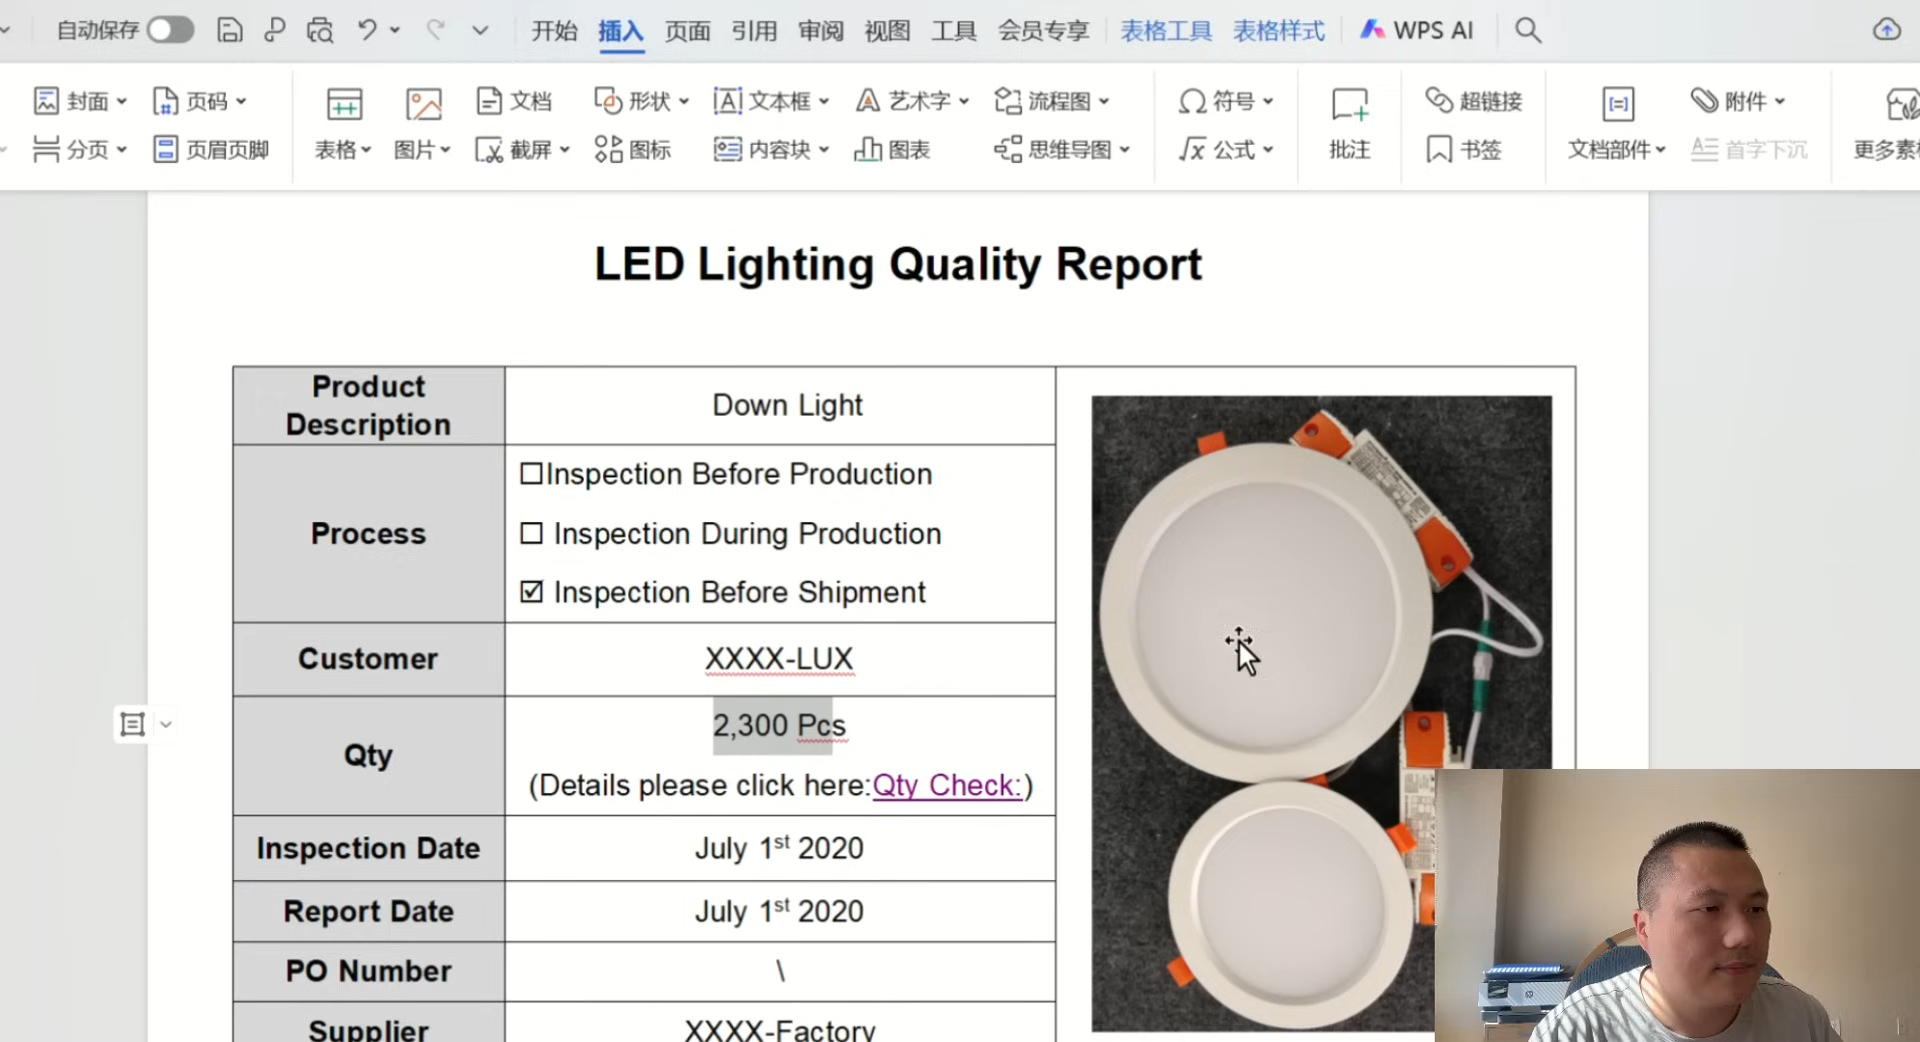 自动保存
开始 插入 页面 引用 审阅 视图 工具 会员专享 表格工具 表格样式 WPS AI
封面 页码 文档 形状 文本框 艺术字 流程图 符号 超链接 附件
分页 页眉页脚 表格 图片 截屏 图标 内容块 图表 思维导图 公式 批注 书签 文档部件 首字下沉 更多素
LED Lighting Quality Report
Product
Description
Down Light
Process
☐Inspection Before Production
☐ Inspection During Production
☑ Inspection Before Shipment
Customer
XXXX-LUX
Qty
2,300 Pcs
(Details please click here:Qty Check:)
Inspection Date
July 1st 2020
Report Date
July 1st 2020
PO Number
\
Supplier
XXXX-Factory